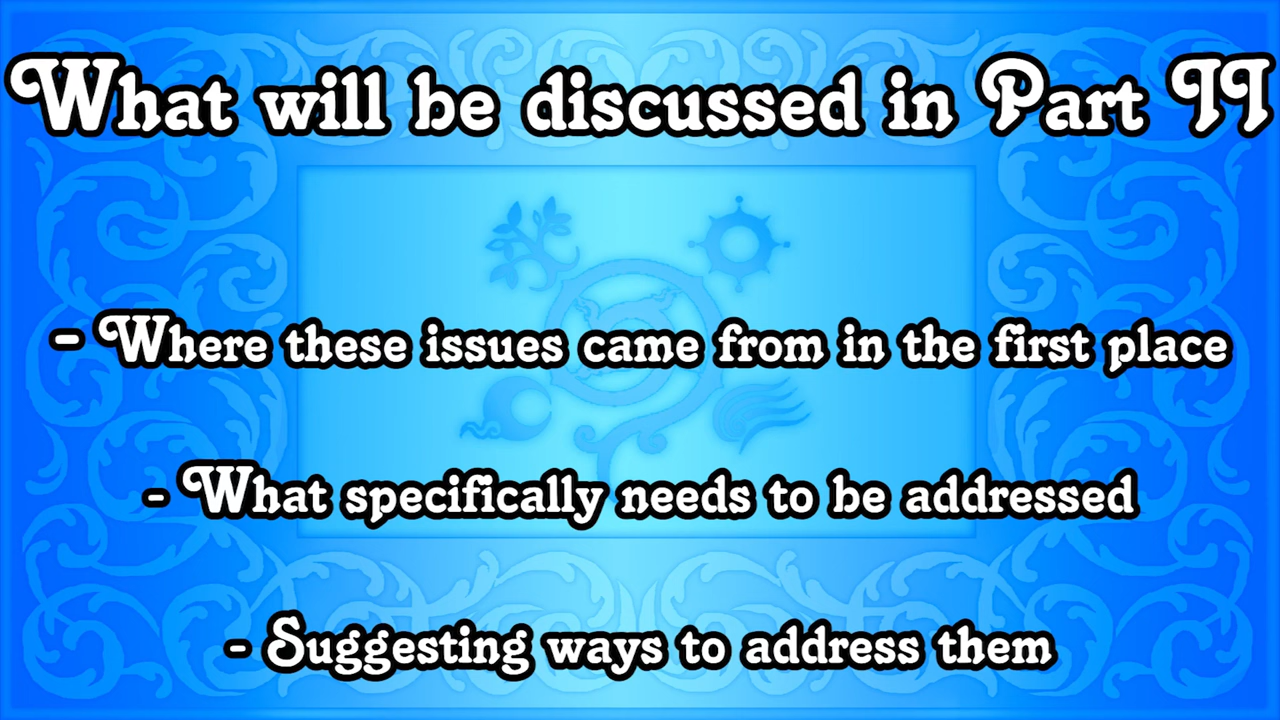 What will be discussed in Part II
- Where these issues came from in the first place
- What specifically needs to be addressed
- Suggesting ways to address them